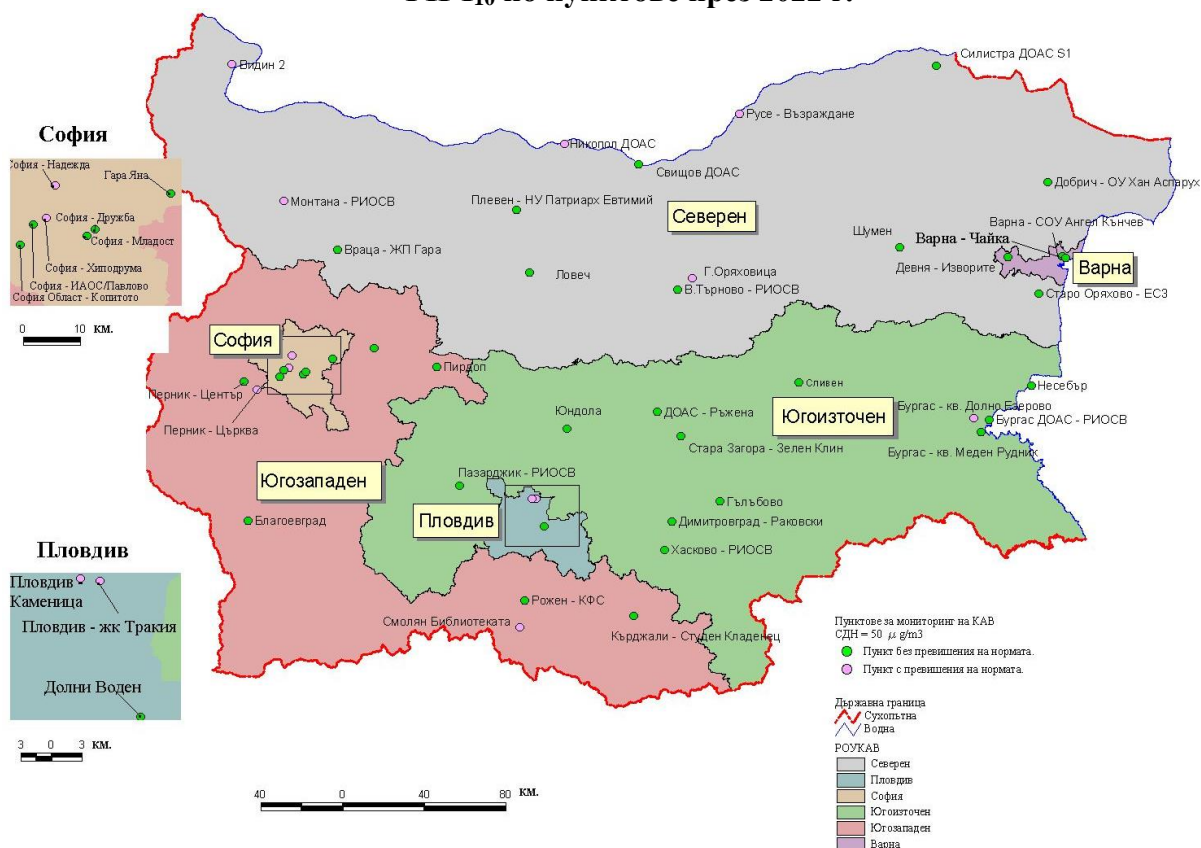 по пунктове през 2022 г.
Видин 2
Силистра ДОАС S1
Русе - Възраждане
София
Никопол ДОАС
София - Надежда
Гара Яна
Свищов ДОАС
Добрич - ОУ Хан Аспарух
Монтана - РИОСВ
Плевен - НУ Патриарх Евтимий
Северен
София - Дружба
София - Младост
Варна - СОУ Ангел Кънчев
Шумен
Варна - Чайка
Враца - ЖП Гара
Девня - Изворите
Варна
София - Хиподрума
Ловеч
Г.Оряховица
София - ИАОС/Павлово
В.Търново - РИОСВ
Старо Оряхово - ЕСЗ
София Област - Копитото
0 10 км.
София
Пирдоп
Перник - Център
Сливен
Несебър
Бургас - кв. Долно Езерово
Юндола
ДОАС - Ръжена
Югоизточен
Бургас ДОАС - РИОСВ
Перник - Църква
Стара Загора - Зелен Клин
Бургас - кв. Меден Рудник
Пазарджик - РИОСВ
Югозападен
Гълъбово
Благоевград
Пловдив
Димитровград - Раковски
Пловдив
Хасково - РИОСВ
Пловдив
Каменица
Рожен - КФС
Смолян Библиотеката
Пловдив - жк Тракия
Кърджали - Студен Кладенец
Пунктове за мониторинг на КАВ
СДН = 50 μ g/m3
Пункт без превишения на нормата.
Пункт с превишения на нормата.
Долни Воден
Държавна граница
Сухопътна
Водна
3 0 3 км.
РОУКАВ
Северен
Пловдив
София
Югоизточен
Югозападен
Варна
40 0 40 80 км.